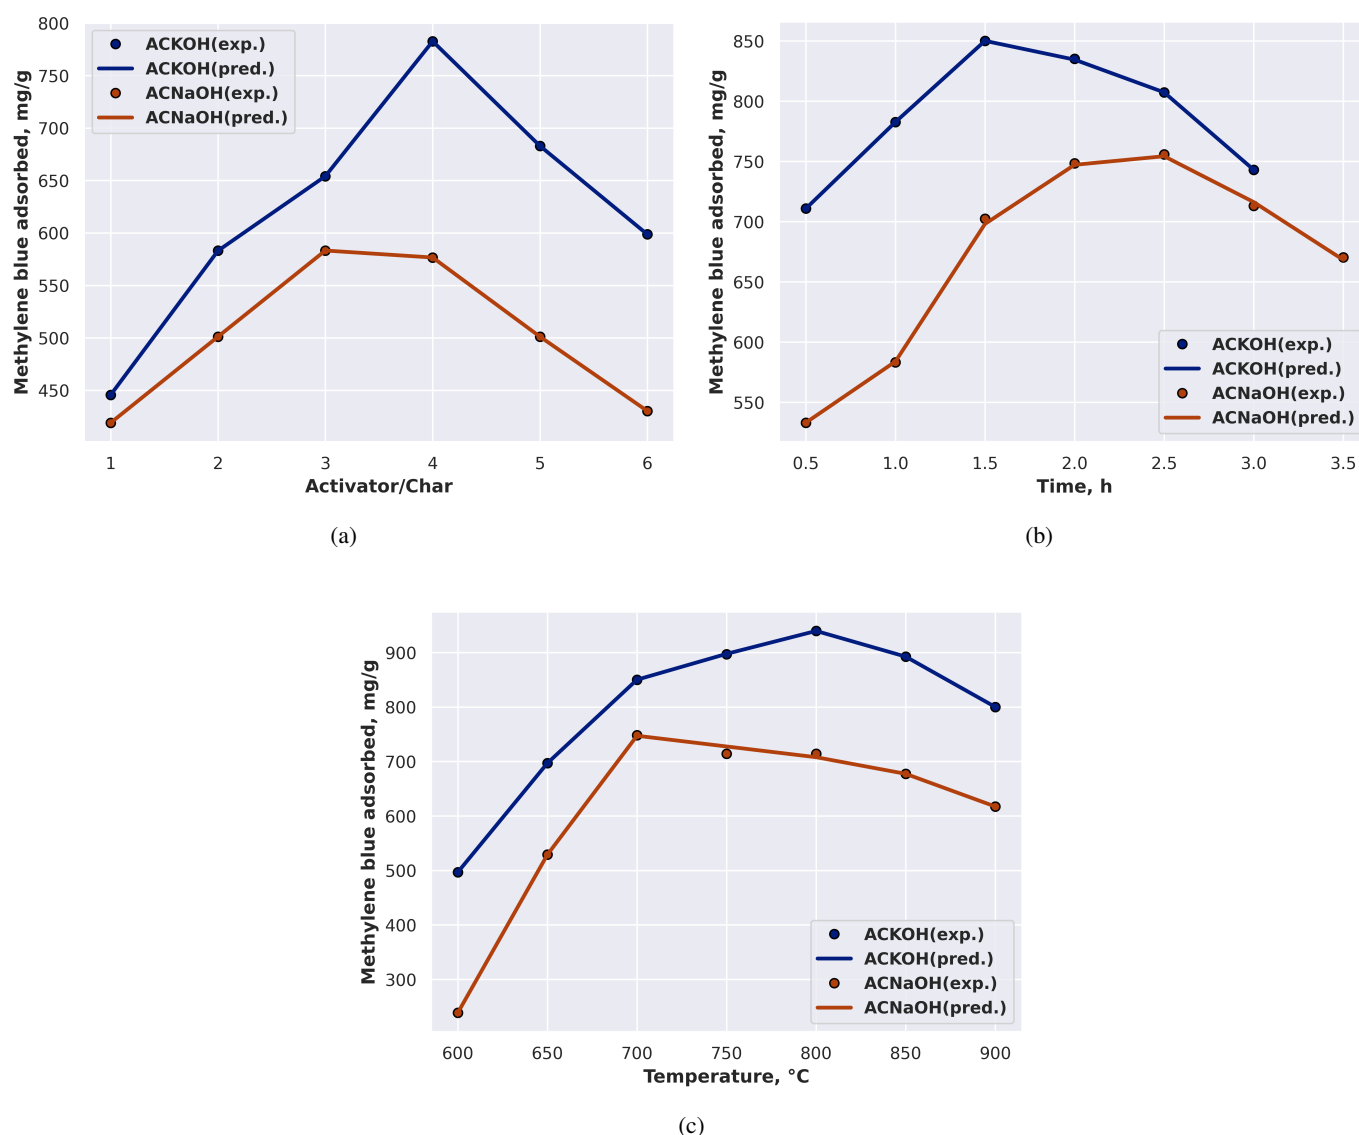 800
750
700
650
600
550
500
450
Methylene blue adsorbed, mg/g
ACKOH(exp.)
ACKOH(pred.)
ACNaOH(exp.)
ACNaOH(pred.)
1 2 3 4 5 6
Activator/Char
(a)
850
800
750
700
650
600
550
Methylene blue adsorbed, mg/g
ACKOH(exp.)
ACKOH(pred.)
ACNaOH(exp.)
ACNaOH(pred.)
0.5 1.0 1.5 2.0 2.5 3.0 3.5
Time, h
(b)
900
800
700
600
500
400
300
Methylene blue adsorbed, mg/g
ACKOH(exp.)
ACKOH(pred.)
ACNaOH(exp.)
ACNaOH(pred.)
600 650 700 750 800 850 900
Temperature, °C
(c)